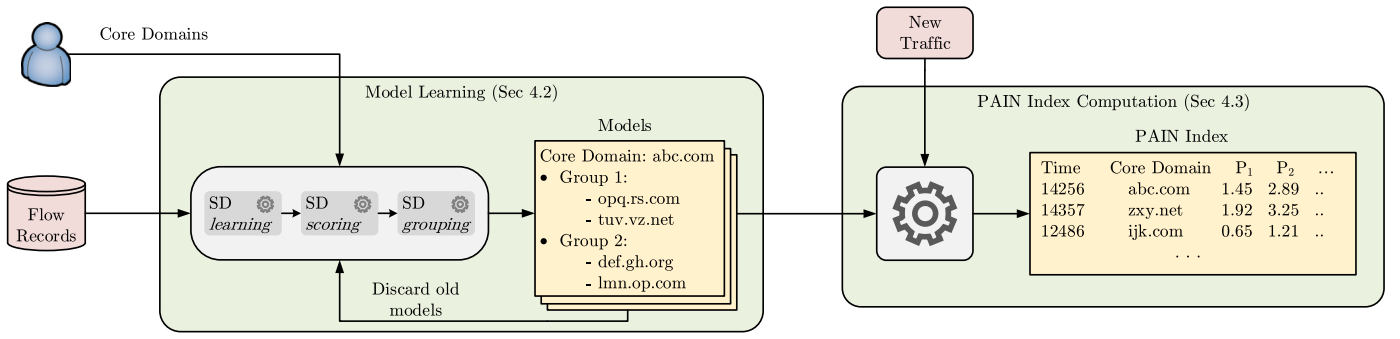 Core Domains
Flow
Records
Model Learning (Sec 4.2)
SD
learning
SD
scoring
SD
grouping
Discard old
models
Models
Core Domain: abc.com
• Group 1:
- opq.rs.com
- tuv.vz.net
• Group 2:
- def.gh.org
- lmn.op.com
New
Traffic
PAIN Index Computation (Sec 4.3)
PAIN Index
Time Core Domain P₁ P₂ ...
14256 abc.com 1.45 2.89 ..
14357 zxy.net 1.92 3.25 ..
12486 ijk.com 0.65 1.21 ..
. . .